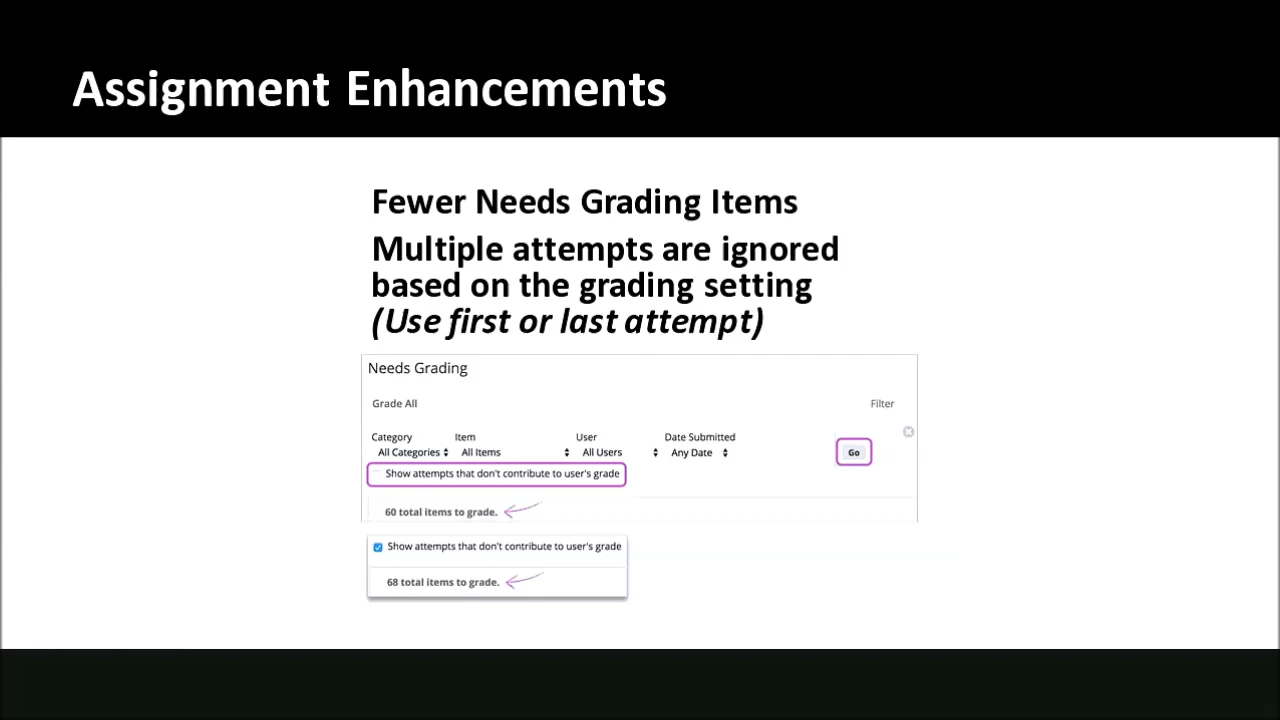 Assignment Enhancements
Fewer Needs Grading Items
Multiple attempts are ignored
based on the grading setting
(Use first or last attempt)
Needs Grading
Grade All
Filter
Category Item User Date Submitted
All Categories All Items All Users Any Date Go
Show attempts that don't contribute to user's grade
60 total items to grade.
Show attempts that don't contribute to user's grade
68 total items to grade.